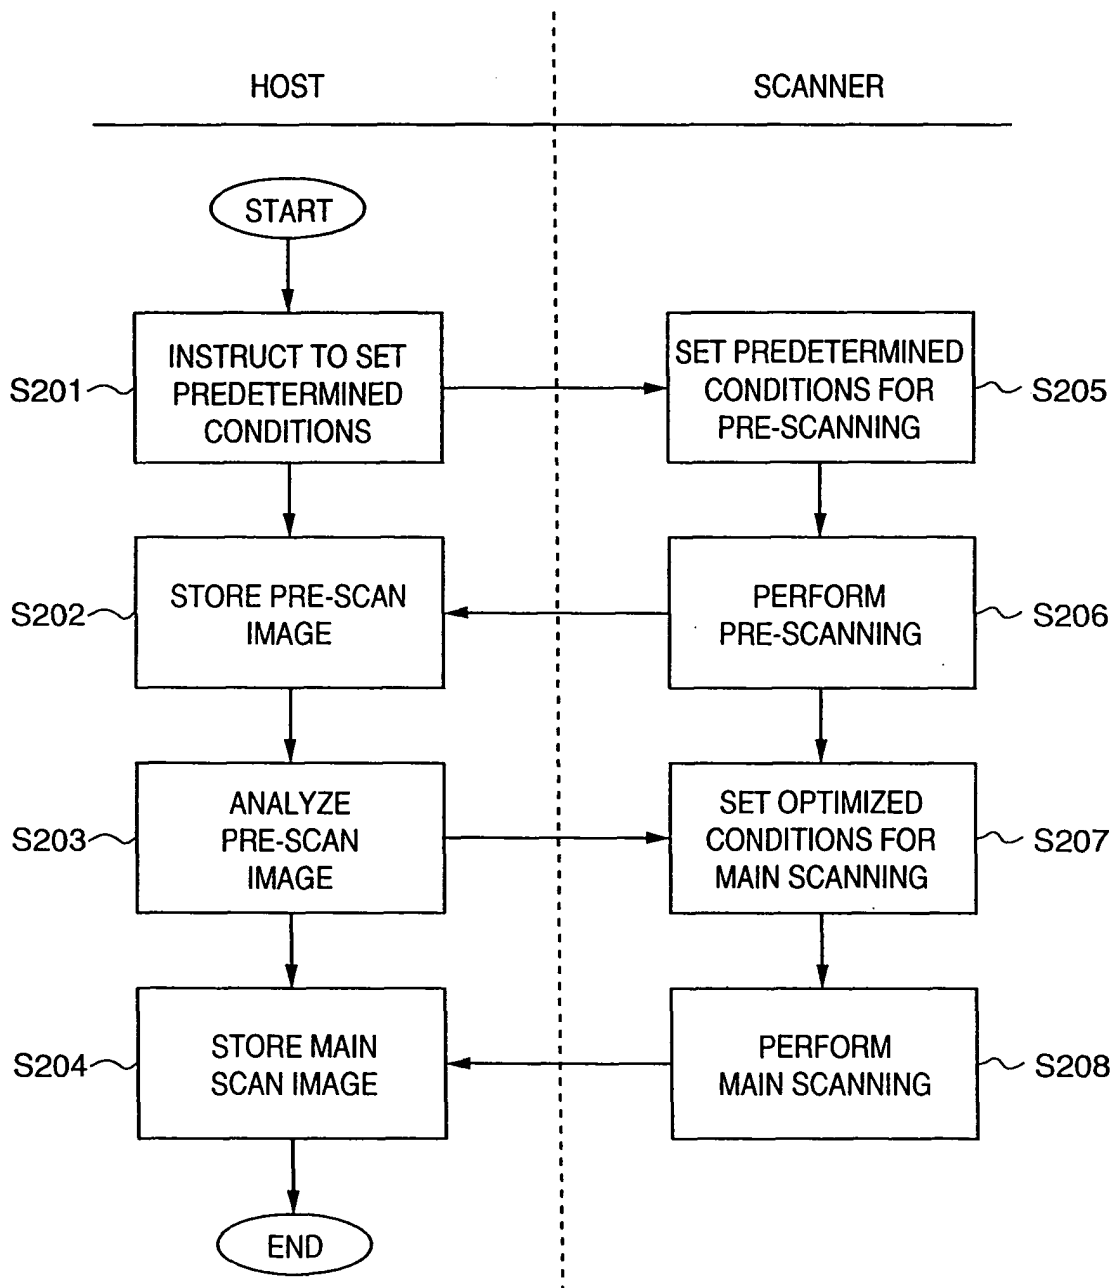 HOST
SCANNER
START
S201
INSTRUCT TO SET
PREDETERMINED
CONDITIONS
SET PREDETERMINED
CONDITIONS FOR
PRE-SCANNING
S205
S202
STORE PRE-SCAN
IMAGE
PERFORM
PRE-SCANNING
S206
S203
ANALYZE
PRE-SCAN
IMAGE
SET OPTIMIZED
CONDITIONS FOR
MAIN SCANNING
S207
S204
STORE MAIN
SCAN IMAGE
PERFORM
MAIN SCANNING
S208
END